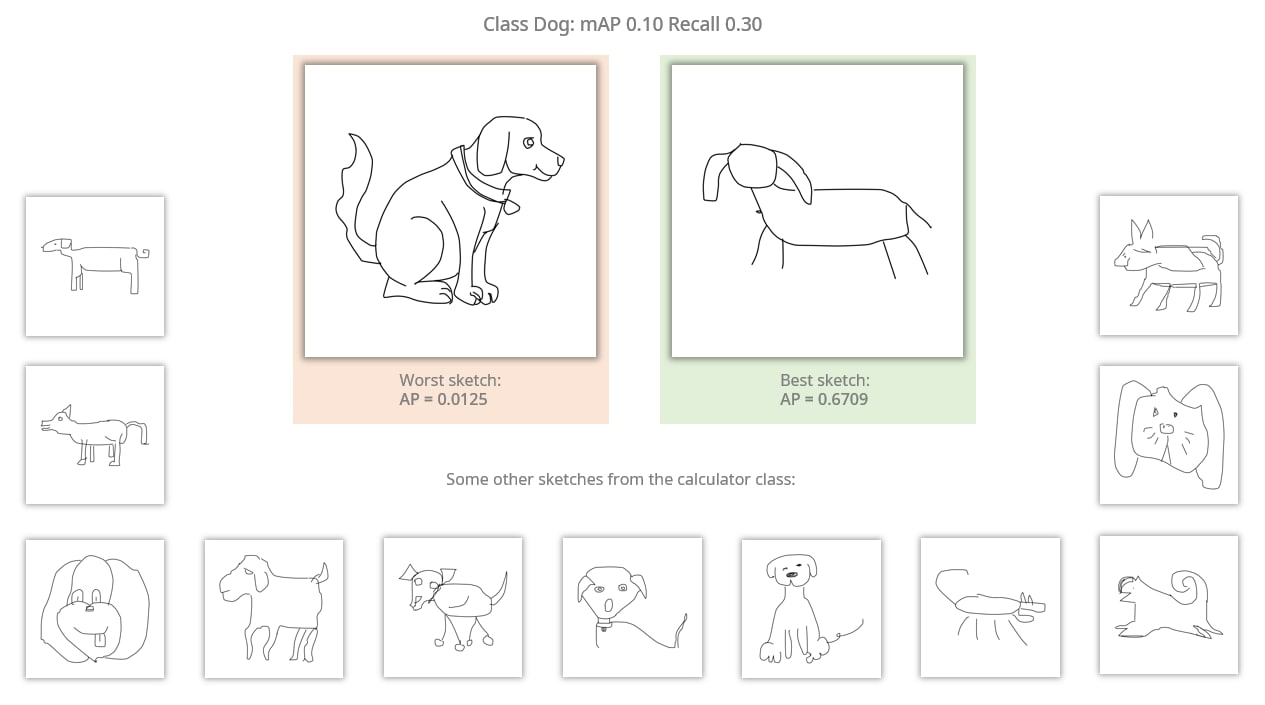 Class Dog: mAP 0.10 Recall 0.30
Worst sketch:
AP = 0.0125
Best sketch:
AP = 0.6709
Some other sketches from the calculator class: